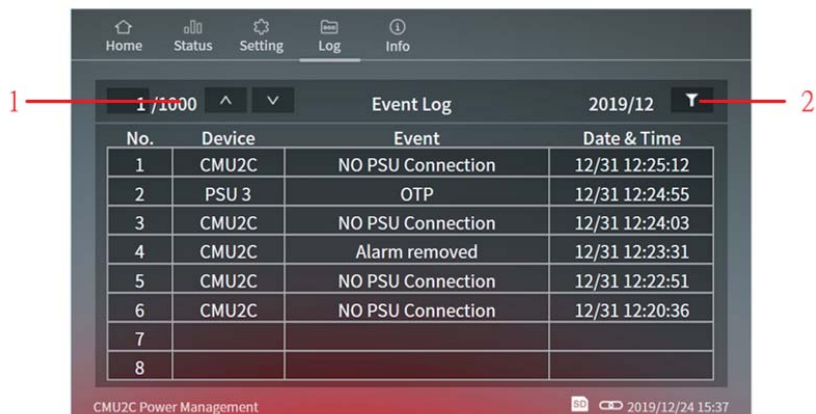 Home Status Setting Log Info
1 1 /1000 Event Log 2019/12 2
No. Device Event Date & Time
1 CMU2C NO PSU Connection 12/31 12:25:12
2 PSU 3 OTP 12/31 12:24:55
3 CMU2C NO PSU Connection 12/31 12:24:03
4 CMU2C Alarm removed 12/31 12:23:31
5 CMU2C NO PSU Connection 12/31 12:22:51
6 CMU2C NO PSU Connection 12/31 12:20:36
7
8
CMU2C Power Management SD 2019/12/24 15:37